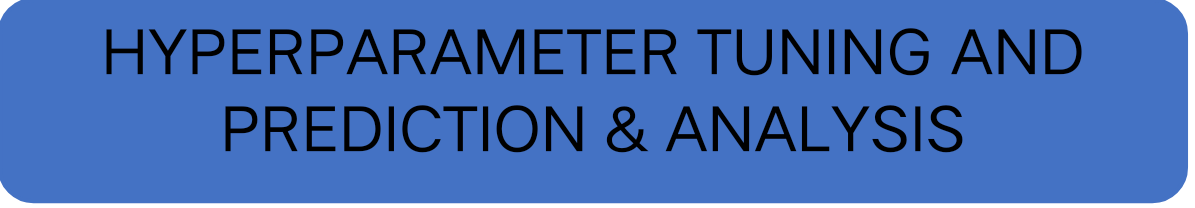 HYPERPARAMETER TUNING AND
PREDICTION & ANALYSIS